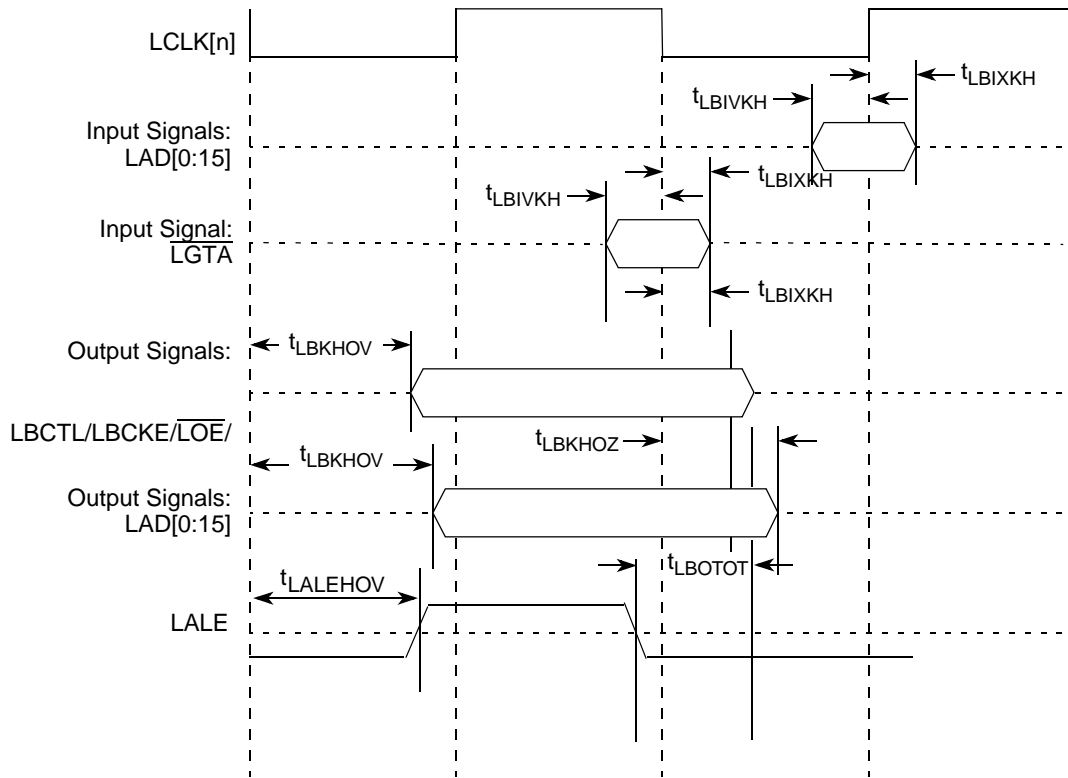 LCLK[n]
tLBIXKH
tLBIVKH
Input Signals:
LAD[0:15]
tLBIXKH
tLBIVKH
Input Signal:
LGTA
tLBIXKH
tLBKHOV
Output Signals:
LBCTL/LBCKE/LOE/
tLBKHOZ
tLBKHOV
Output Signals:
LAD[0:15]
tLBOTOT
tLALEHOV
LALE